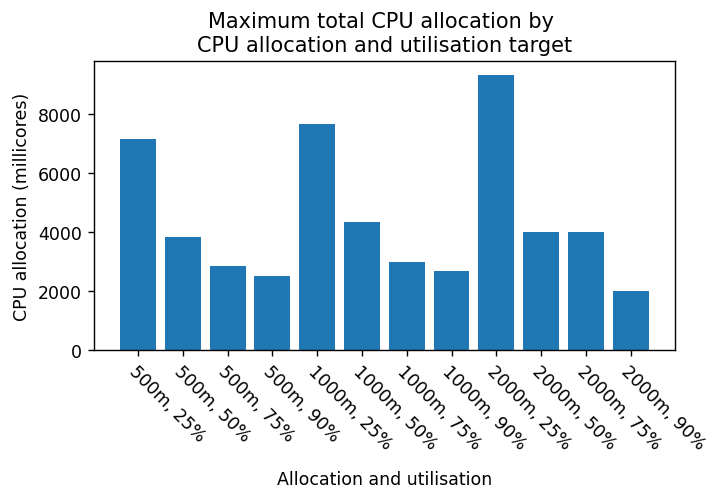 Maximum total CPU allocation by
CPU allocation and utilisation target
CPU allocation (millicores)
8000
6000
4000
2000
0
500m, 25%
500m, 50%
500m, 75%
500m, 90%
1000m, 25%
1000m, 50%
1000m, 75%
1000m, 90%
2000m, 25%
2000m, 50%
2000m, 75%
2000m, 90%
Allocation and utilisation